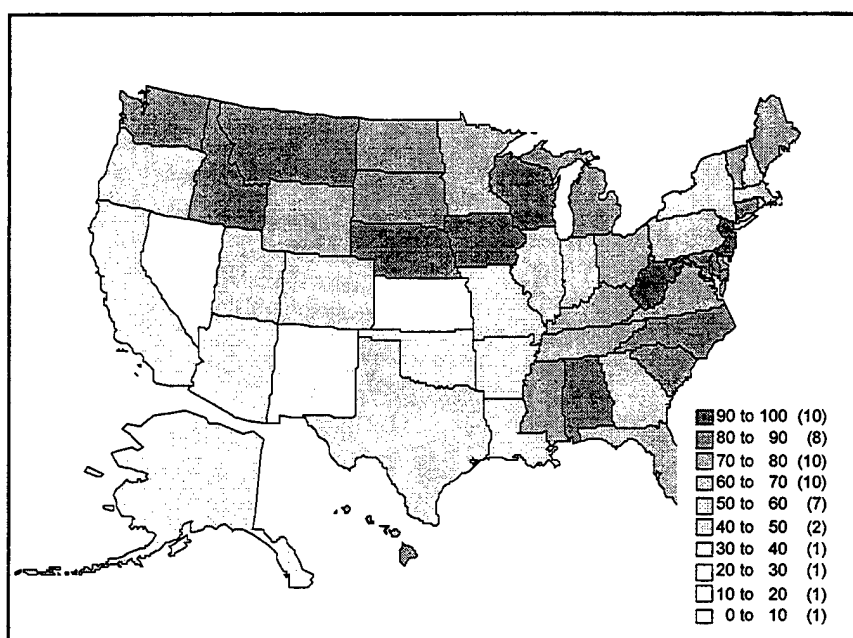 90 to 100 (10)
80 to 90 (8)
70 to 80 (10)
60 to 70 (10)
50 to 60 (7)
40 to 50 (2)
30 to 40 (1)
20 to 30 (1)
10 to 20 (1)
0 to 10 (1)